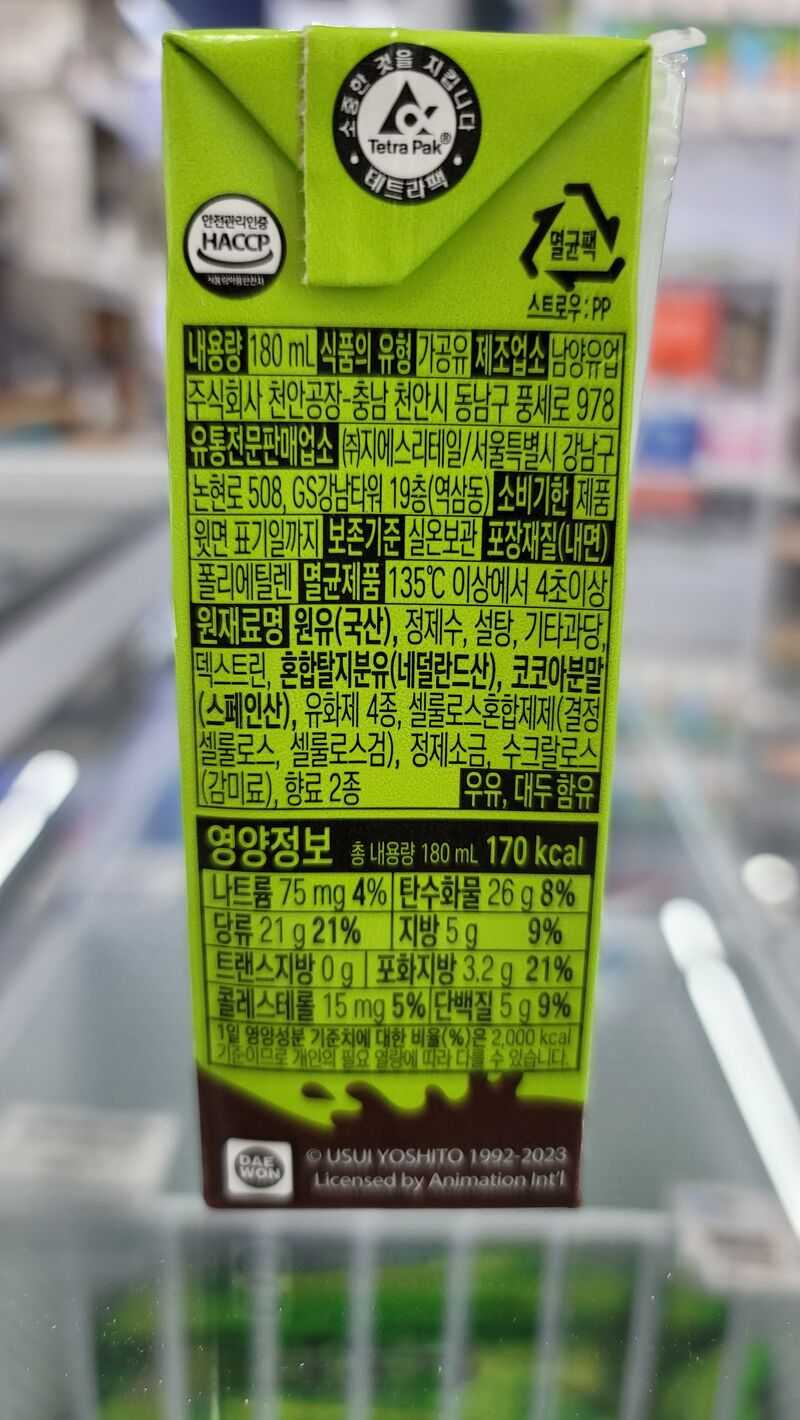 소중한 것을 지킵니다
Tetra Pak®
테트라팩
안전관리인증
HACCP
멸균팩
스트로우:PP
내용량 180 mL 식품의 유형 가공유 제조업소 남양유업
주식회사 천안공장-충남 천안시 동남구 풍세로 978
유통전문판매업소 ㈜지에스리테일/서울특별시 강남구
논현로 508, GS강남타워 19층(역삼동) 소비기한 제품
윗면 표기일까지 보존기준 실온보관 포장재질(내면)
폴리에틸렌 멸균제품 135℃ 이상에서 4초이상
원재료명 원유(국산), 정제수, 설탕, 기타과당,
덱스트린, 혼합탈지분유(네덜란드산), 코코아분말
(스페인산), 유화제 4종, 셀룰로스혼합제제(결정
셀룰로스, 셀룰로스검), 정제소금, 수크랄로스
(감미료), 향료 2종 우유, 대두 함유
영양정보 총 내용량 180 mL 170 kcal
나트륨 75 mg 4% 탄수화물 26 g 8%
당류 21 g 21% 지방 5 g 9%
트랜스지방 0 g 포화지방 3.2 g 21%
콜레스테롤 15 mg 5% 단백질 5 g 9%
1일 영양성분 기준치에 대한 비율(%)은 2,000 kcal
기준이므로 개인의 필요 열량에 따라 다를 수 있습니다.
DAE
WON
© USUI YOSHITO 1992-2023
Licensed by Animation Int'l